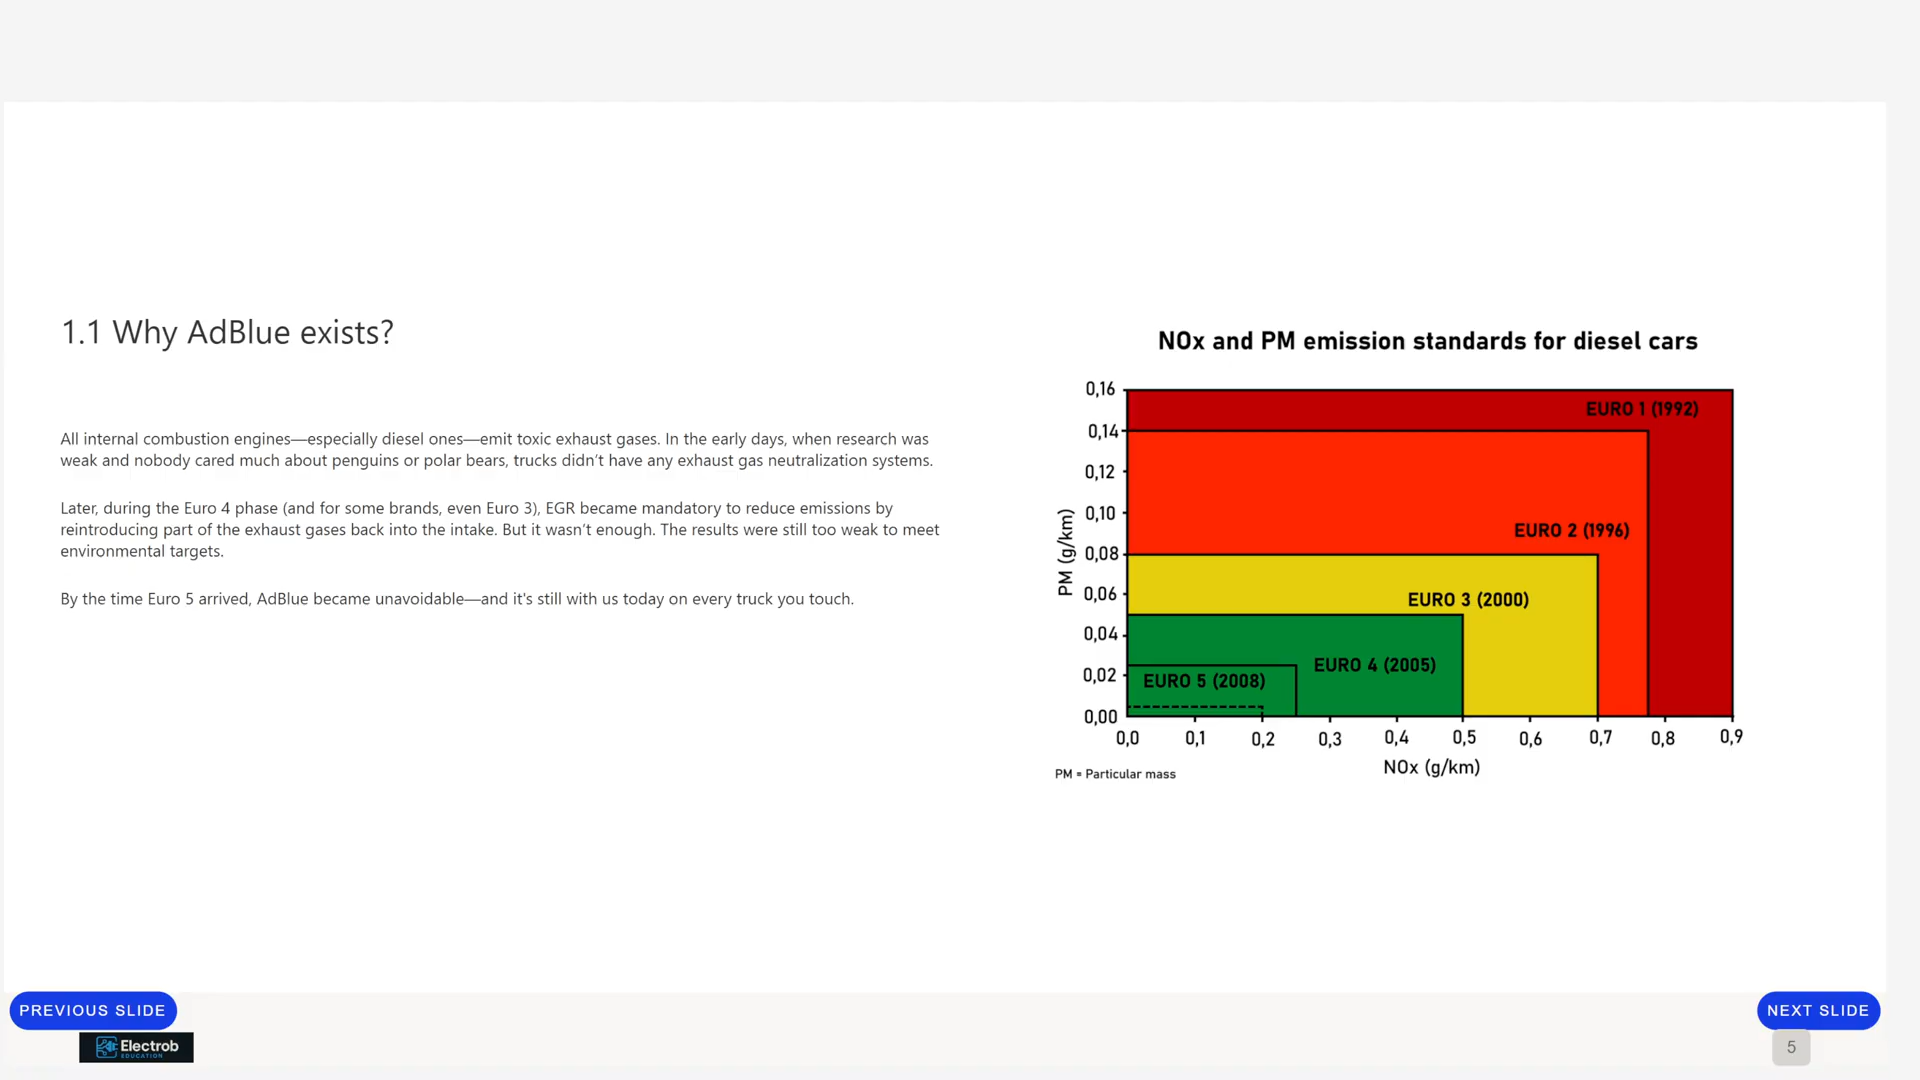 1.1 Why AdBlue exists?
All internal combustion engines—especially diesel ones—emit toxic exhaust gases. In the early days, when research was
weak and nobody cared much about penguins or polar bears, trucks didn’t have any exhaust gas neutralization systems.
Later, during the Euro 4 phase (and for some brands, even Euro 3), EGR became mandatory to reduce emissions by
reintroducing part of the exhaust gases back into the intake. But it wasn’t enough. The results were still too weak to meet
environmental targets.
By the time Euro 5 arrived, AdBlue became unavoidable—and it's still with us today on every truck you touch.
NOx and PM emission standards for diesel cars
0,16
0,14
0,12
0,10
0,08
0,06
0,04
0,02
0,00
PM (g/km)
EURO 1 (1992)
EURO 2 (1996)
EURO 3 (2000)
EURO 4 (2005)
EURO 5 (2008)
0,0 0,1 0,2 0,3 0,4 0,5 0,6 0,7 0,8 0,9
NOx (g/km)
PM = Particular mass
PREVIOUS SLIDE
NEXT SLIDE
Electrob
EDUCATION
5